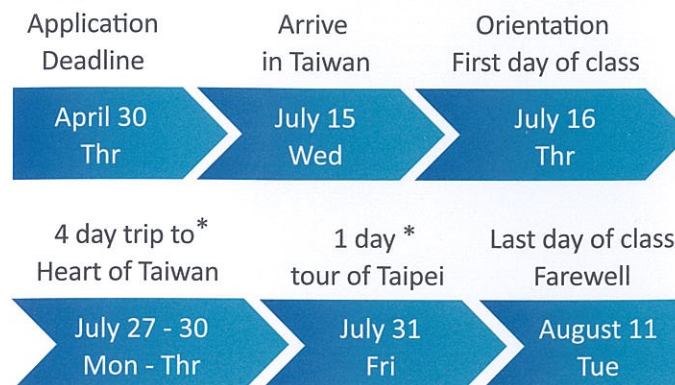 Application
Deadline
April 30
Thr
Arrive
in Taiwan
July 15
Wed
Orientation
First day of class
July 16
Thr
4 day trip to*
Heart of Taiwan
July 27 - 30
Mon - Thr
1 day *
tour of Taipei
July 31
Fri
Last day of class
Farewell
August 11
Tue